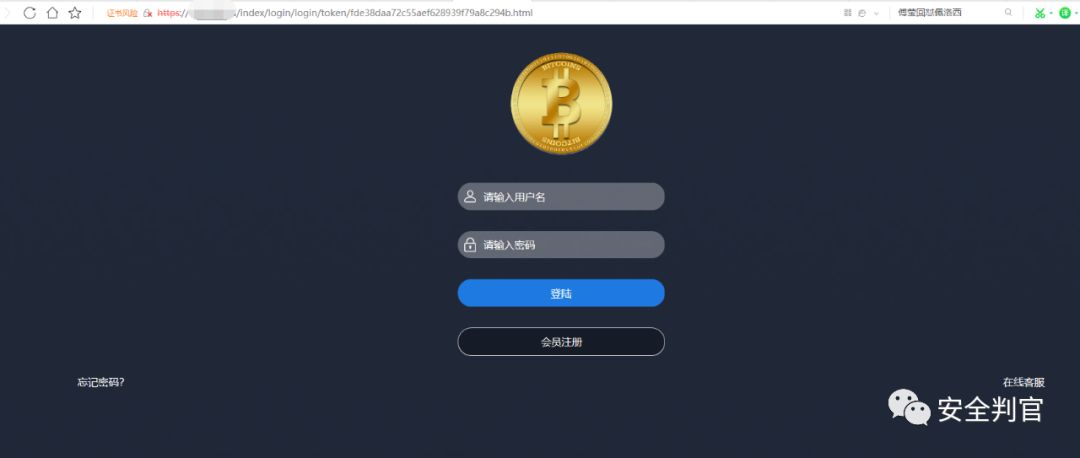 证书风险 https:// /index/login/login/token/fde38daa72c55aef628939f79a8c294b.html 傅莹回怼佩洛西
BITCOINS
B
BITCOINS
请输入用户名
请输入密码
登陆
会员注册
忘记密码? 在线客服
安全判官